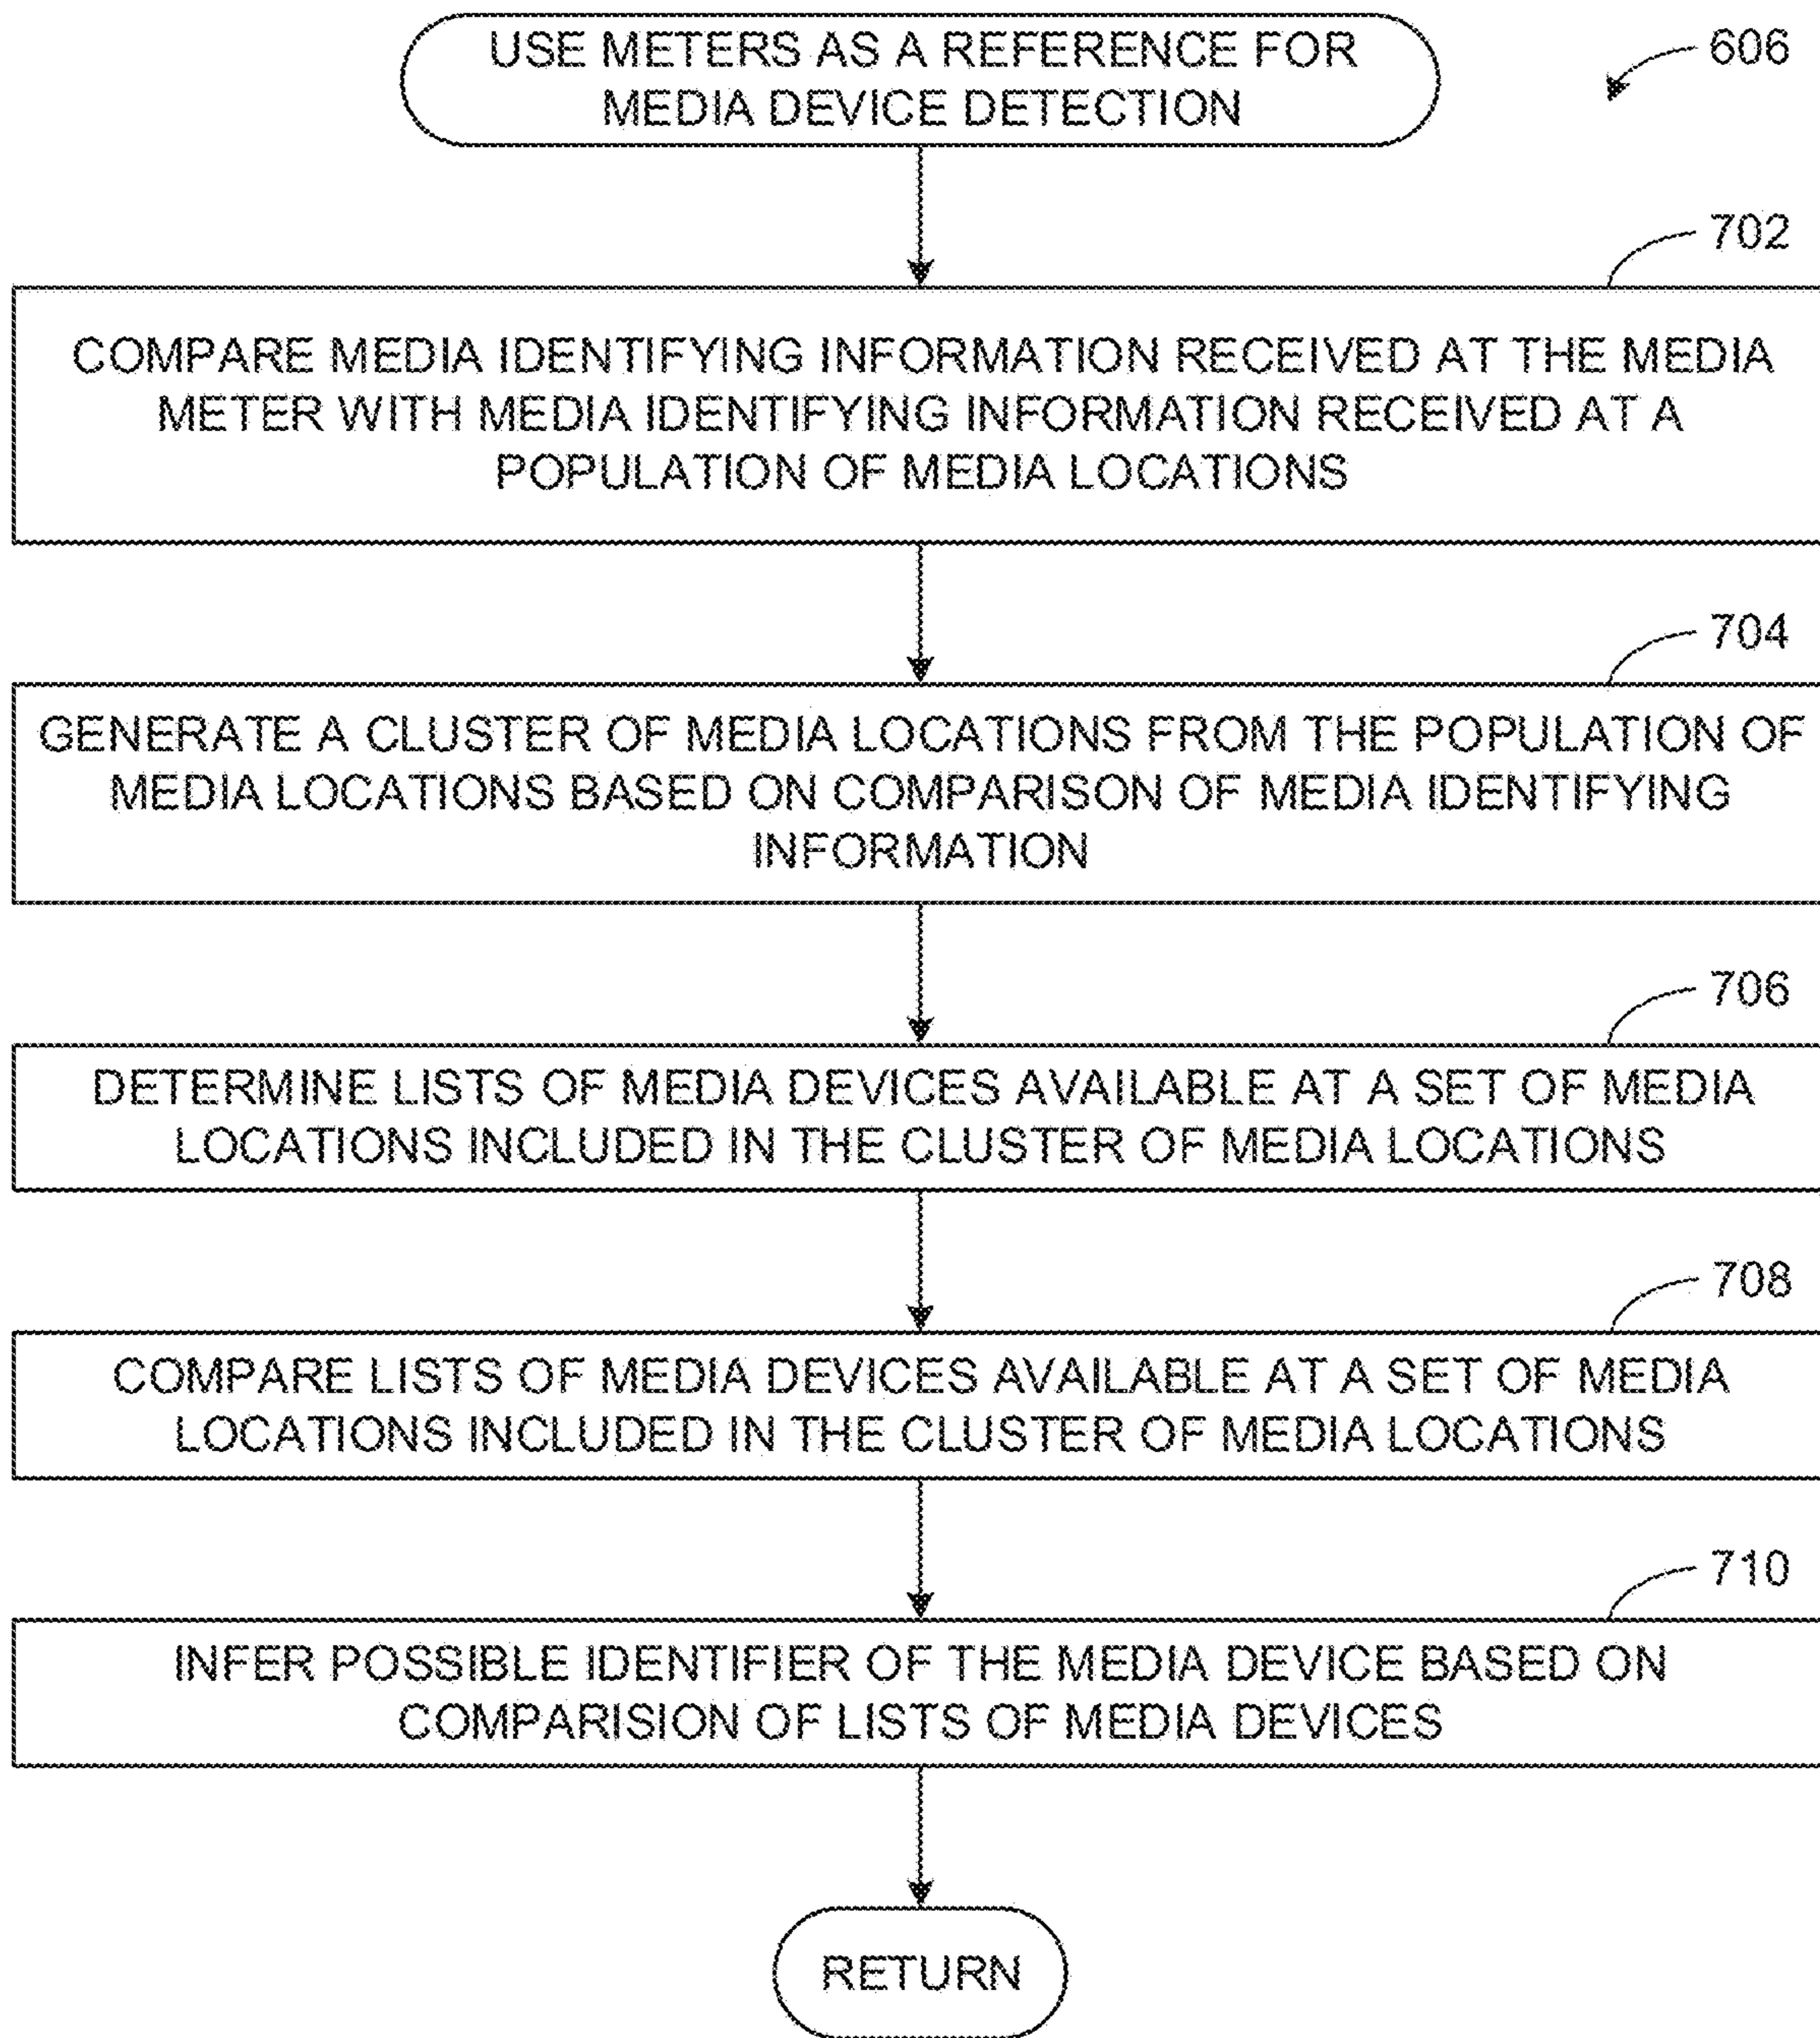 USE METERS AS A REFERENCE FOR
MEDIA DEVICE DETECTION
606
702
COMPARE MEDIA IDENTIFYING INFORMATION RECEIVED AT THE MEDIA
METER WITH MEDIA IDENTIFYING INFORMATION RECEIVED AT A
POPULATION OF MEDIA LOCATIONS
704
GENERATE A CLUSTER OF MEDIA LOCATIONS FROM THE POPULATION OF
MEDIA LOCATIONS BASED ON COMPARISON OF MEDIA IDENTIFYING
INFORMATION
706
DETERMINE LISTS OF MEDIA DEVICES AVAILABLE AT A SET OF MEDIA
LOCATIONS INCLUDED IN THE CLUSTER OF MEDIA LOCATIONS
708
COMPARE LISTS OF MEDIA DEVICES AVAILABLE AT A SET OF MEDIA
LOCATIONS INCLUDED IN THE CLUSTER OF MEDIA LOCATIONS
710
INFER POSSIBLE IDENTIFIER OF THE MEDIA DEVICE BASED ON
COMPARISION OF LISTS OF MEDIA DEVICES
RETURN